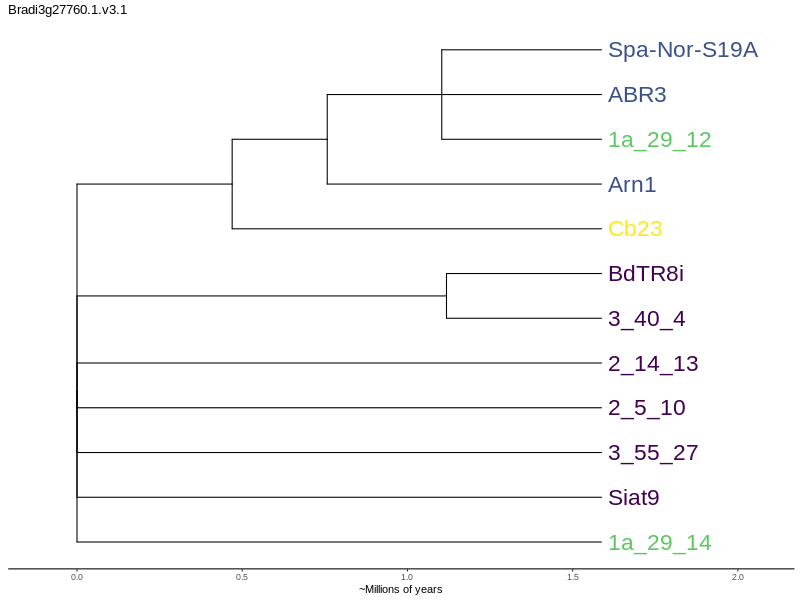 Bradi3g27760.1.v3.1
Spa-Nor-S19A
ABR3
1a_29_12
Arn1
Cb23
BdTR8i
3_40_4
2_14_13
2_5_10
3_55_27
Siat9
1a_29_14
0.0 0.5 1.0 1.5 2.0
~Millions of years